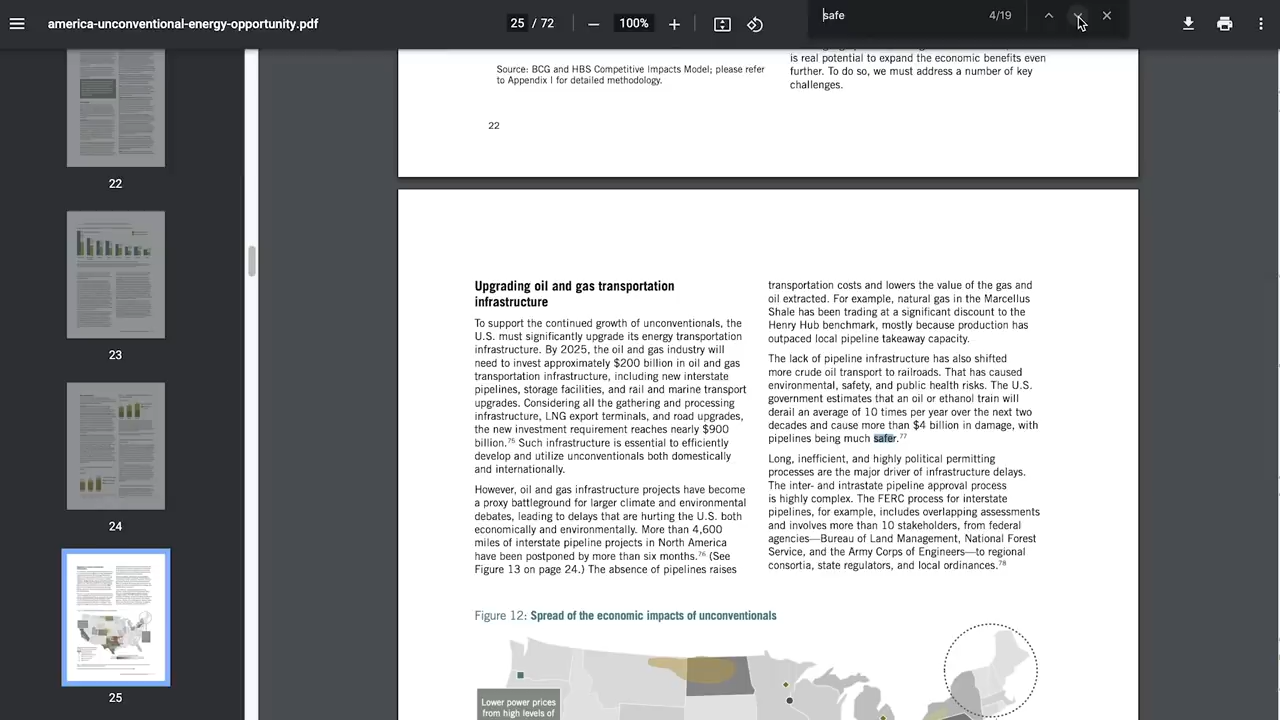 america-unconventional-energy-opportunity.pdf
25 / 72
100%
safe
4/19
22
23
24
25
Source: BCG and HBS Competitive Impacts Model; please refer
to Appendix I for detailed methodology.
22
is real potential to expand the economic benefits even
further. To do so, we must address a number of key
challenges.
Upgrading oil and gas transportation
infrastructure
To support the continued growth of unconventionals, the
U.S. must significantly upgrade its energy transportation
infrastructure. By 2025, the oil and gas industry will
need to invest approximately $200 billion in oil and gas
transportation infrastructure, including new interstate
pipelines, storage facilities, and rail and marine transport
upgrades. Considering all the gathering and processing
infrastructure, LNG export terminals, and road upgrades,
the new investment requirement reaches nearly $900
billion.75 Such infrastructure is essential to efficiently
develop and utilize unconventionals both domestically
and internationally.
However, oil and gas infrastructure projects have become
a proxy battleground for larger climate and environmental
debates, leading to delays that are hurting the U.S. both
economically and environmentally. More than 4,600
miles of interstate pipeline projects in North America
have been postponed by more than six months.76 (See
Figure 13 on page 24.) The absence of pipelines raises
transportation costs and lowers the value of the gas and
oil extracted. For example, natural gas in the Marcellus
Shale has been trading at a significant discount to the
Henry Hub benchmark, mostly because production has
outpaced local pipeline takeaway capacity.
The lack of pipeline infrastructure has also shifted
more crude oil transport to railroads. That has caused
environmental, safety, and public health risks. The U.S.
government estimates that an oil or ethanol train will
derail an average of 10 times per year over the next two
decades and cause more than $4 billion in damage, with
pipelines being much safer.77
Long, inefficient, and highly political permitting
processes are the major driver of infrastructure delays.
The inter- and intrastate pipeline approval process
is highly complex. The FERC process for interstate
pipelines, for example, includes overlapping assessments
and involves more than 10 stakeholders, from federal
agencies—Bureau of Land Management, National Forest
Service, and the Army Corps of Engineers—to regional
consortia, state regulators, and local ordinances.78
Figure 12: Spread of the economic impacts of unconventionals
Lower power prices
from high levels of